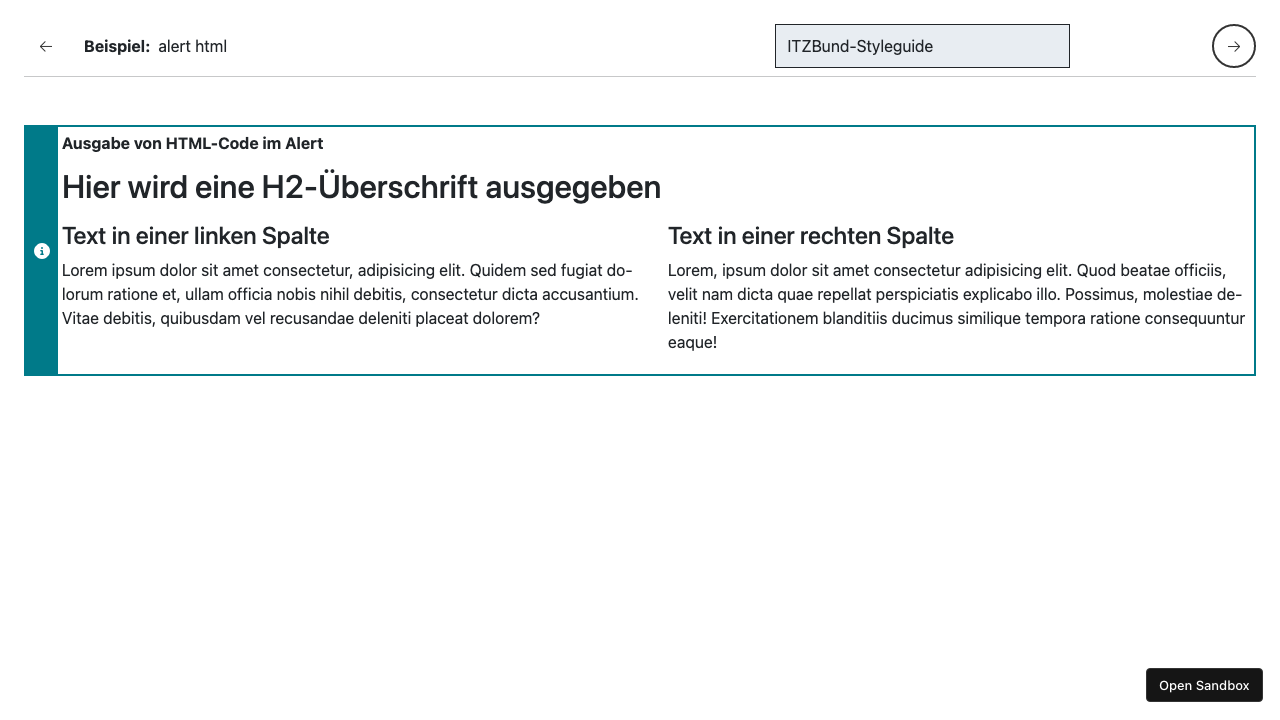 Beispiel: alert html
ITZBund-Styleguide
Ausgabe von HTML-Code im Alert
Hier wird eine H2-Überschrift ausgegeben
Text in einer linken Spalte
Lorem ipsum dolor sit amet consectetur, adipisicing elit. Quidem sed fugiat do-
lorum ratione et, ullam officia nobis nihil debitis, consectetur dicta accusantium.
Vitae debitis, quibusdam vel recusandae deleniti placeat dolorem?
Text in einer rechten Spalte
Lorem, ipsum dolor sit amet consectetur adipisicing elit. Quod beatae officiis,
velit nam dicta quae repellat perspiciatis explicabo illo. Possimus, molestiae de-
leniti! Exercitationem blanditiis ducimus similique tempora ratione consequuntur
eaque!
Open Sandbox